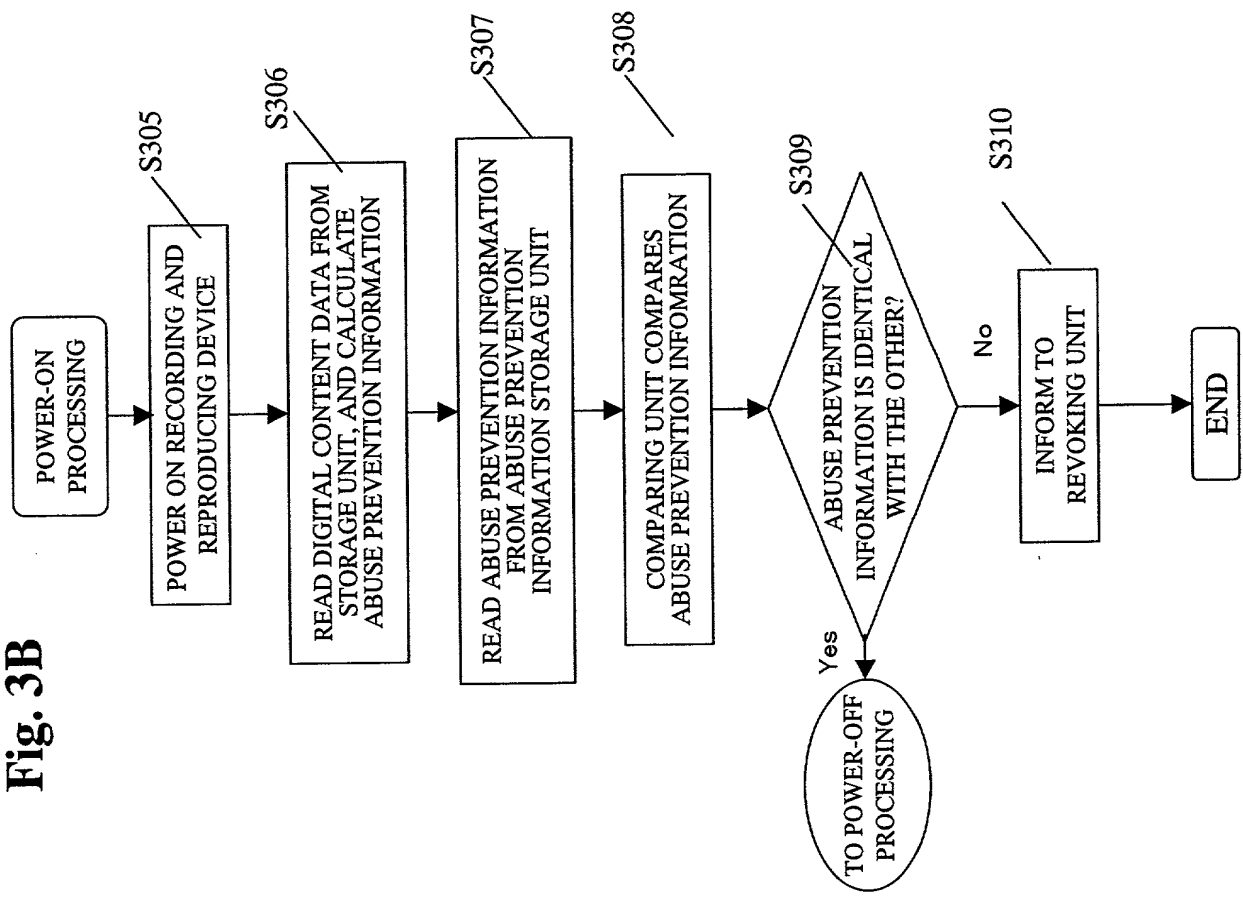 Fig. 3B
POWER-ON
PROCESSING
S305
POWER ON RECORDING AND
REPRODUCING DEVICE
S306
READ DIGITAL CONTENT DATA FROM
STORAGE UNIT, AND CALCULATE
ABUSE PREVENTION INFORMATION
S307
READ ABUSE PREVENTION INFORMATION
FROM ABUSE PREVENTION
INFORMATION STORAGE UNIT
S308
COMPARING UNIT COMPARES
ABUSE PREVENTION INFOMRATION
S309
ABUSE PREVENTION
INFORMATION IS IDENTICAL
WITH THE OTHER?
Yes
TO POWER-OFF
PROCESSING
No
S310
INFORM TO
REVOKING UNIT
END